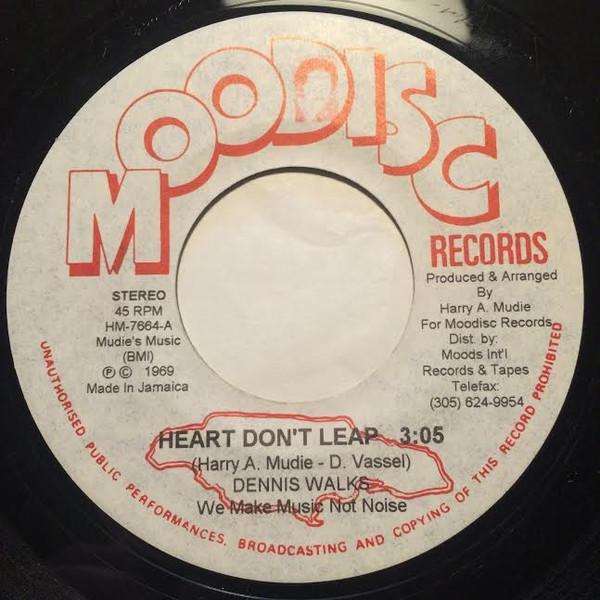 MOODISC
RECORDS
STEREO
45 RPM
HM-7664-A
Mudie's Music
(BMI)
℗ © 1969
Made In Jamaica
Produced & Arranged
By
Harry A. Mudie
For Moodisc Records
Dist. by:
Moods Int'l
Records & Tapes
Telefax:
(305) 624-9954
HEART DON'T LEAP 3:05
(Harry A. Mudie - D. Vassel)
DENNIS WALKS
We Make Music Not Noise
UNAUTHORISED PUBLIC PERFORMANCES, BROADCASTING AND COPYING OF THIS RECORD PROHIBITED